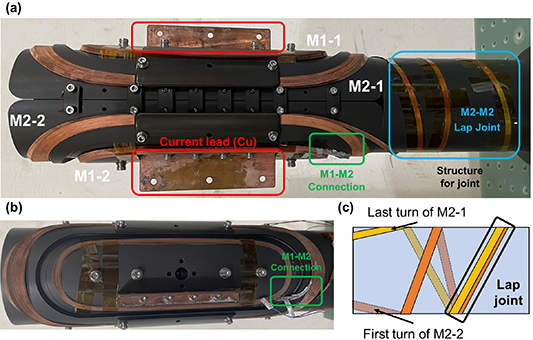 (a)
M1-1
M2-1
M2-2
M2-M2
Lap Joint
Current lead (Cu)
M1-2
M1-M2
Connection
Structure
for joint
(b)
M1-M2
Connection
(c)
Last turn of M2-1
Lap
joint
First turn of M2-2